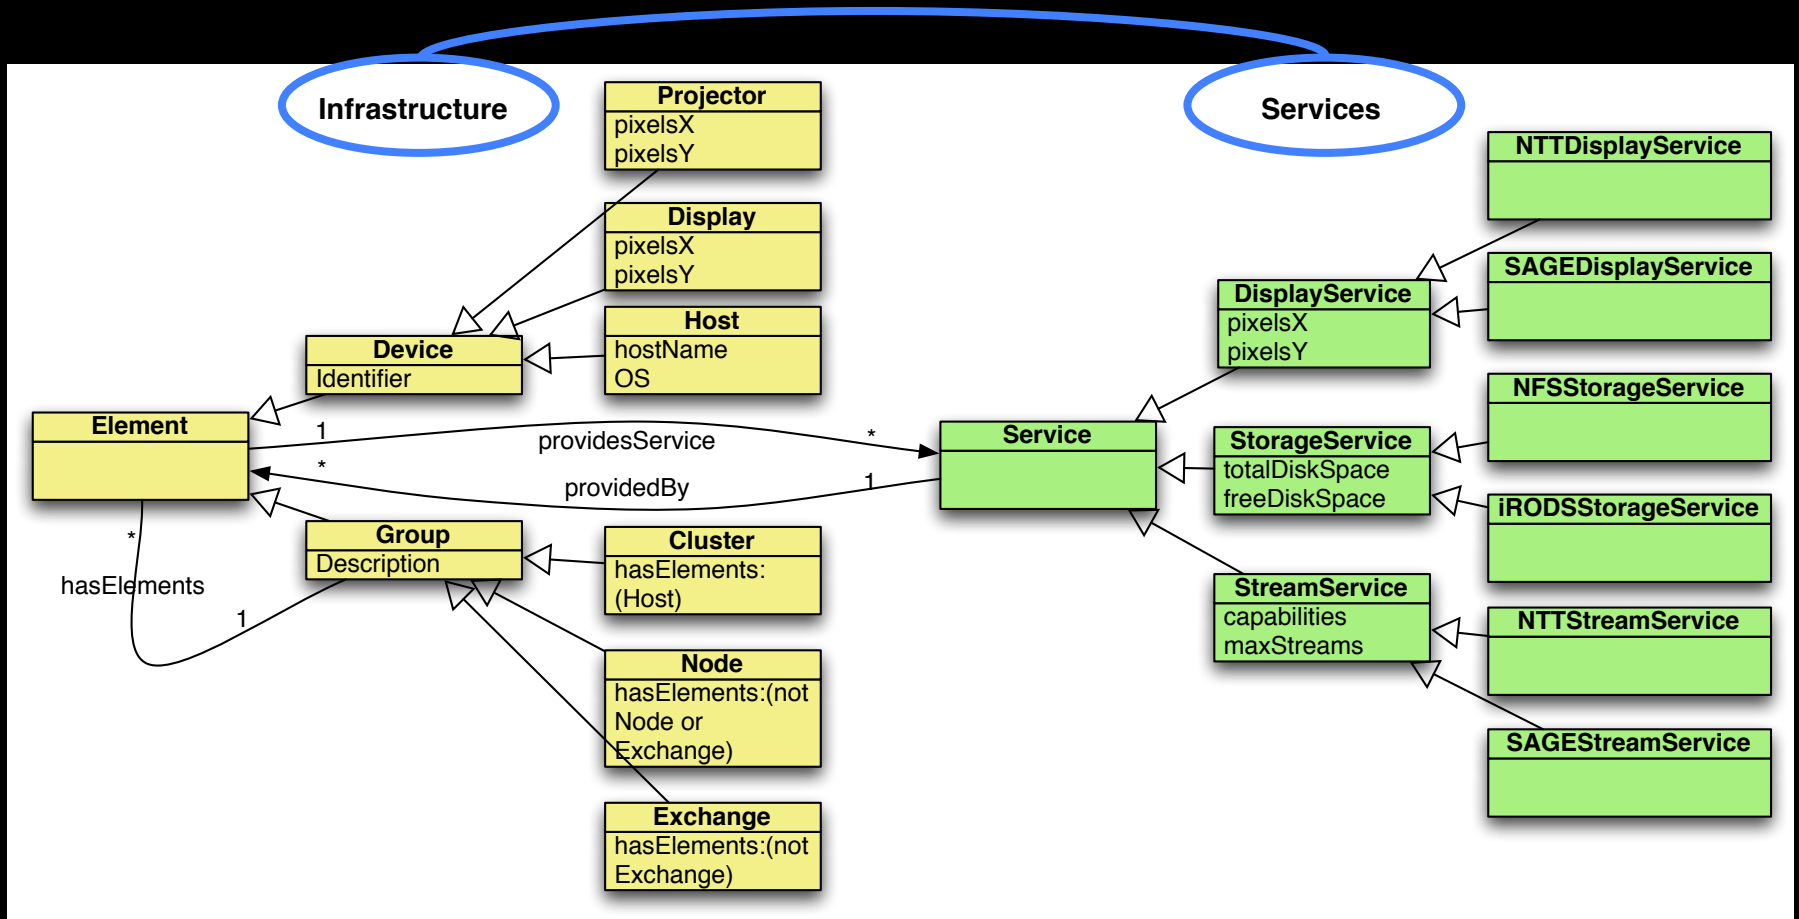 Infrastructure
Services
Projector
pixelsX
pixelsY
Display
pixelsX
pixelsY
Host
hostName
OS
Device
Identifier
Element
1
providesService
*
*
providedBy
1
Group
Description
*
hasElements
1
Cluster
hasElements:
(Host)
Node
hasElements:(not
Node or
Exchange)
Exchange
hasElements:(not
Exchange)
Service
DisplayService
pixelsX
pixelsY
StorageService
totalDiskSpace
freeDiskSpace
StreamService
capabilities
maxStreams
NTTDisplayService
SAGEDisplayService
NFSStorageService
iRODSStorageService
NTTStreamService
SAGEStreamService